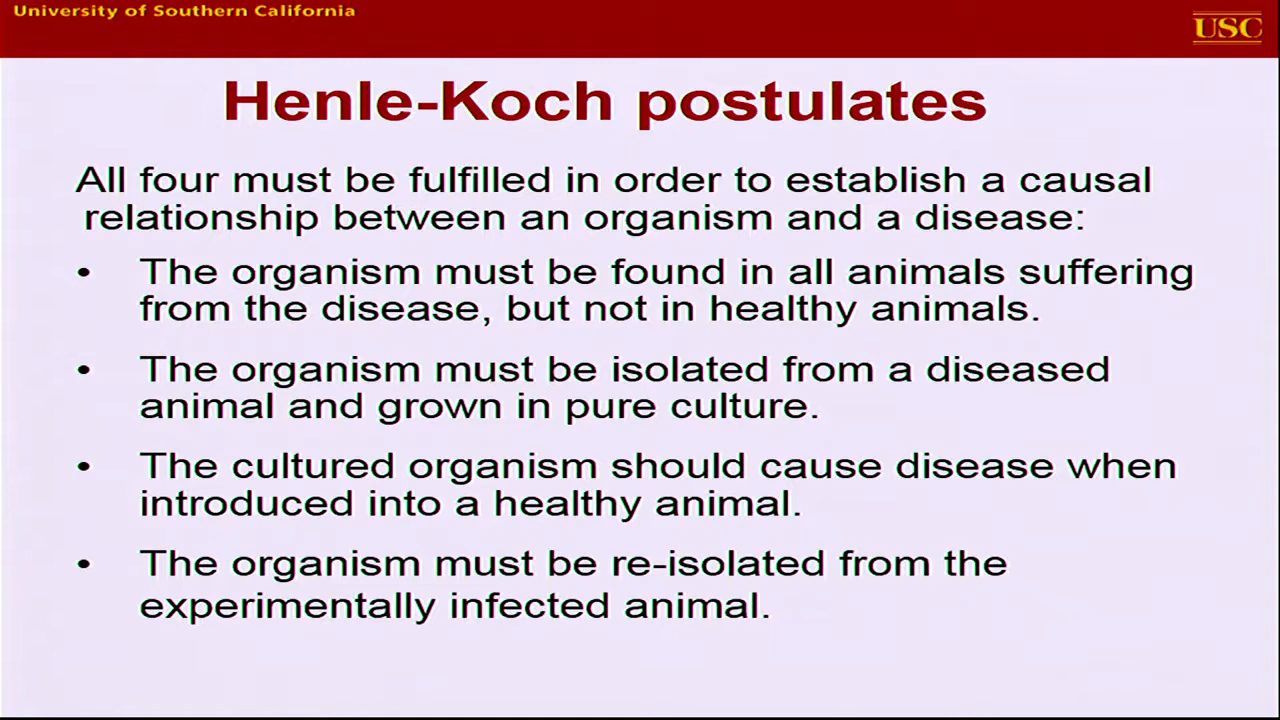 University of Southern California
USC
Henle-Koch postulates
All four must be fulfilled in order to establish a causal
relationship between an organism and a disease:
• The organism must be found in all animals suffering
from the disease, but not in healthy animals.
• The organism must be isolated from a diseased
animal and grown in pure culture.
• The cultured organism should cause disease when
introduced into a healthy animal.
• The organism must be re-isolated from the
experimentally infected animal.